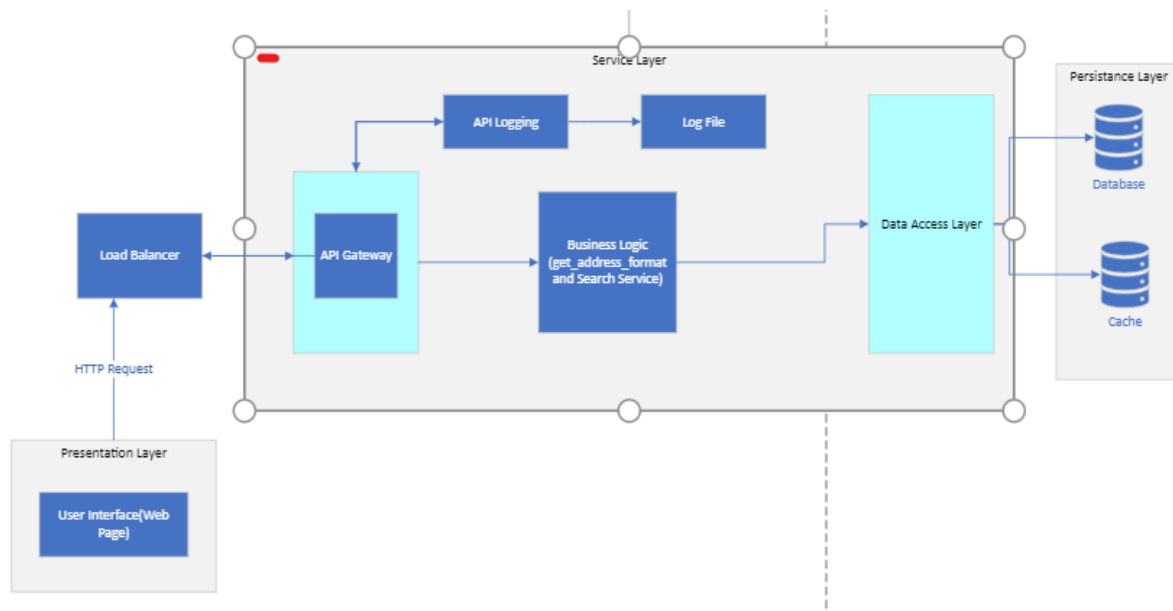 Service Layer
Persistance Layer
API Logging
Log File
Database
Load Balancer
API Gateway
Business Logic
(get_address_format
and Search Service)
Data Access Layer
Cache
HTTP Request
Presentation Layer
User Interface(Web
Page)